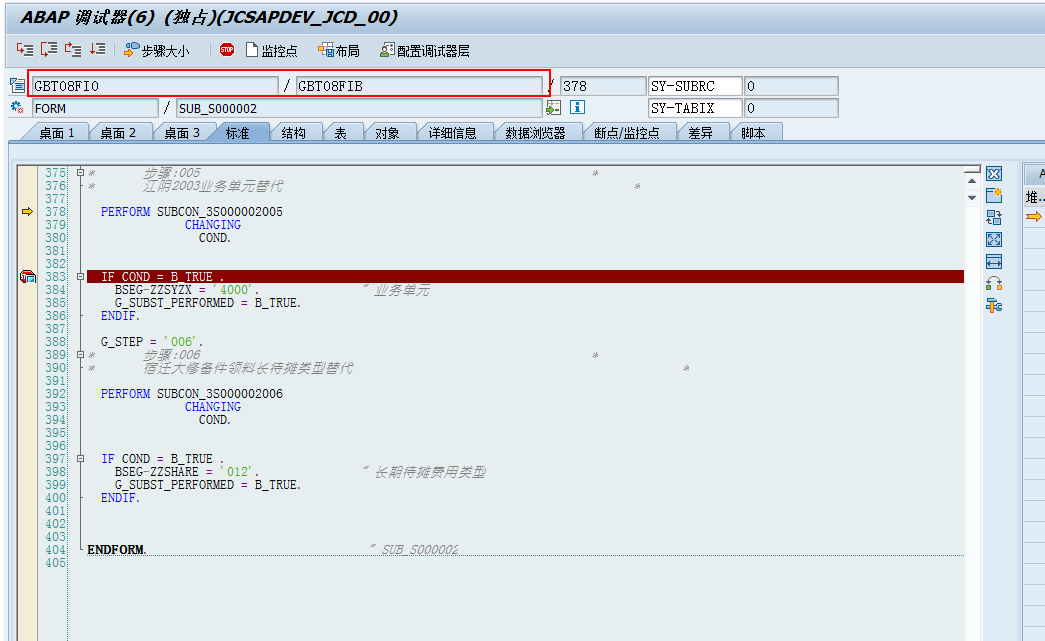 ABAP 调试器(6) (独占)(JCSAPDEV_JCD_00)
步骤大小 STOP 监控点 布局 配置调试器层
GBT08FI0 / GBT08FIB / 378 SY-SUBRC 0
FORM / SUB_S000002 SY-TABIX 0
桌面 1 桌面 2 桌面 3 标准 结构 表 对象 详细信息 数据浏览器 断点/监控点 差异 脚本
375 * 步骤:005 *
376 * 江阴2003业务单元替代 *
377
378 PERFORM SUBCON_3S000002005
379 CHANGING
380 COND.
381
382
383 IF COND = B_TRUE .
384 BSEG-ZZSYZX = '4000'. " 业务单元
385 G_SUBST_PERFORMED = B_TRUE.
386 ENDIF.
387
388 G_STEP = '006'.
389 * 步骤:006 *
390 * 宿迁大修备件领料长待摊类型替代 *
391
392 PERFORM SUBCON_3S000002006
393 CHANGING
394 COND.
395
396
397 IF COND = B_TRUE .
398 BSEG-ZZSHARE = '012'. " 长期待摊费用类型
399 G_SUBST_PERFORMED = B_TRUE.
400 ENDIF.
401
402
403
404 ENDFORM. " SUB_S000002
405
A
堆..